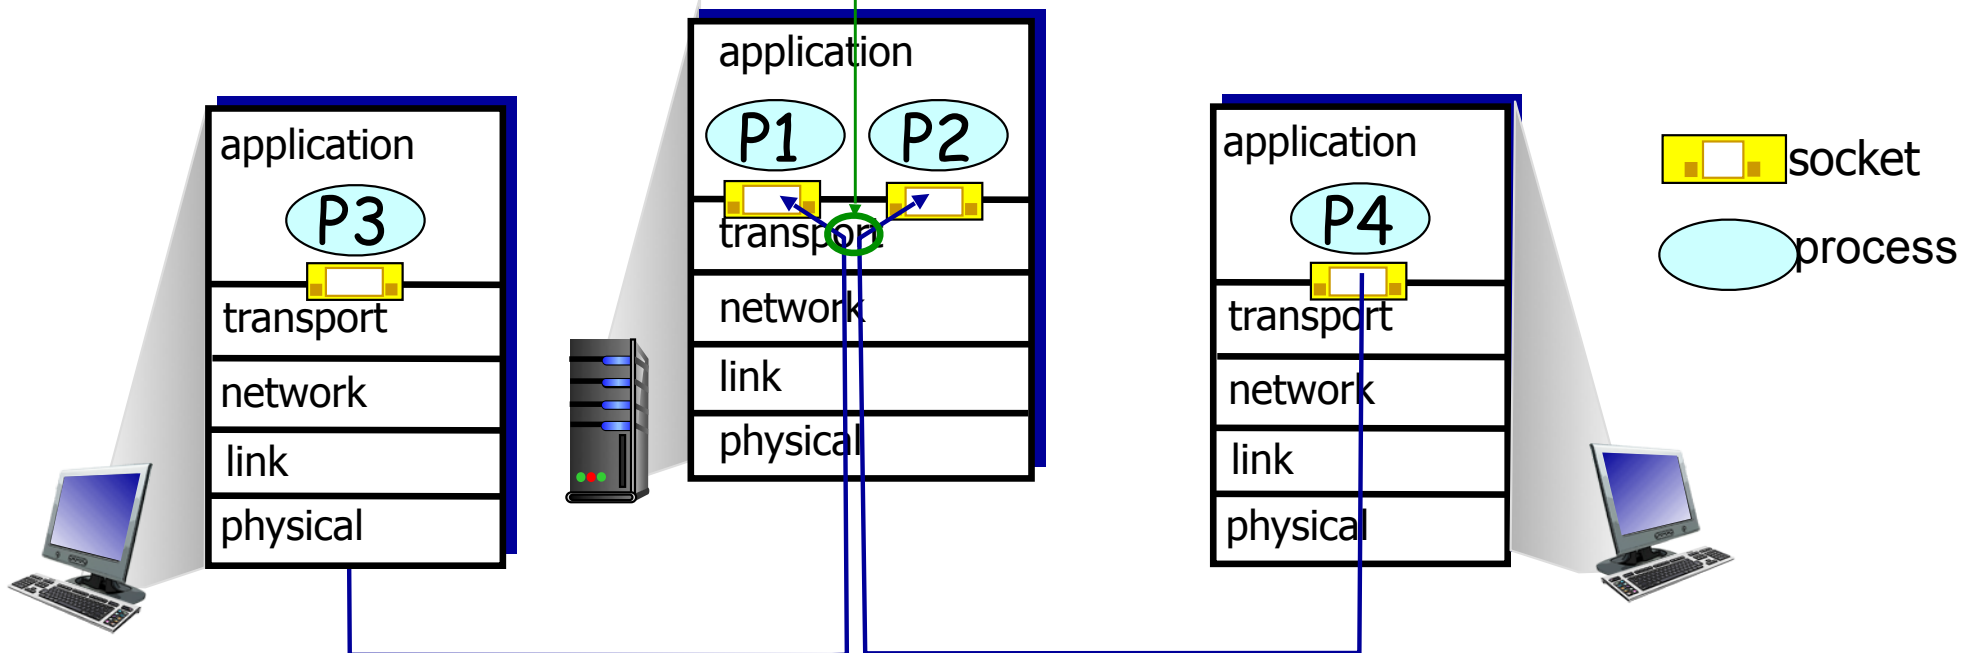 application
P3
transport
network
link
physical
application
P1 P2
transport
network
link
physical
application
P4
transport
network
link
physical
socket
process